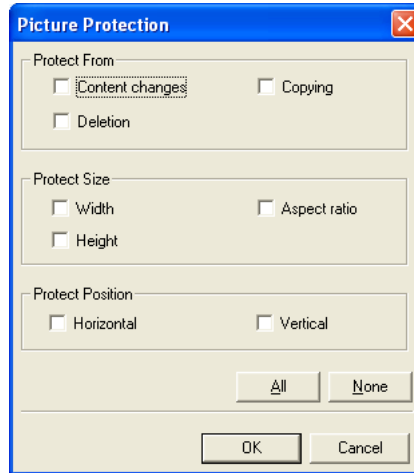 Picture Protection
Protect From
Content changes
Copying
Deletion
Protect Size
Width
Aspect ratio
Height
Protect Position
Horizontal
Vertical
All
None
OK
Cancel